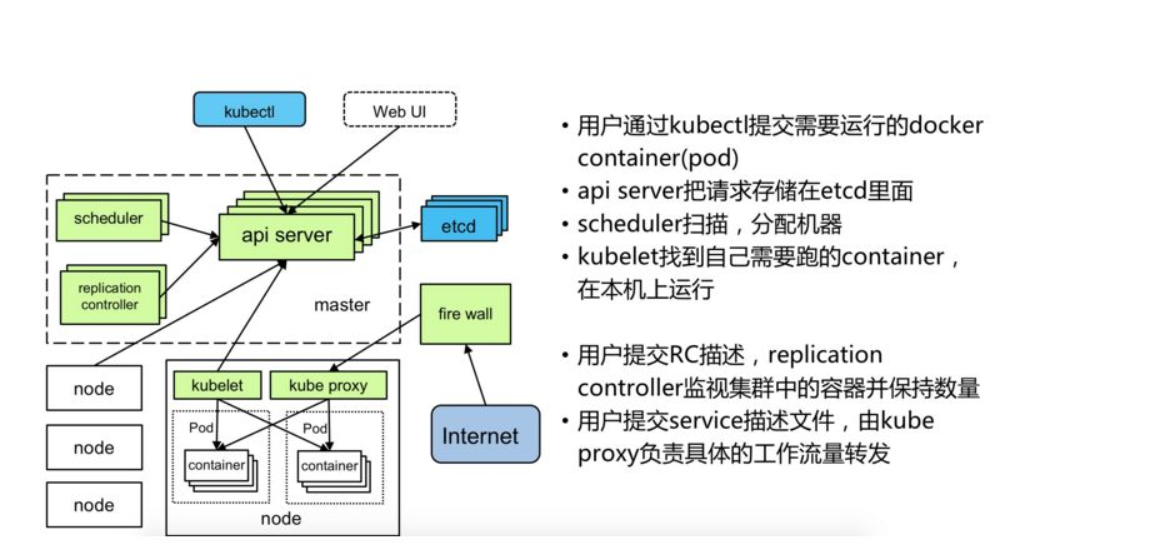 kubectl
Web UI
scheduler
api server
etcd
replication
controller
master
fire wall
node
kubelet
kube proxy
Pod
Pod
container
container
node
node
node
Internet
• 用户通过kubectl提交需要运行的docker
container(pod)
• api server把请求存储在etcd里面
• scheduler扫描，分配机器
• kubelet找到自己需要跑的container，
在本机上运行
• 用户提交RC描述，replication
controller监视集群中的容器并保持数量
• 用户提交service描述文件，由kube
proxy负责具体的工作流量转发